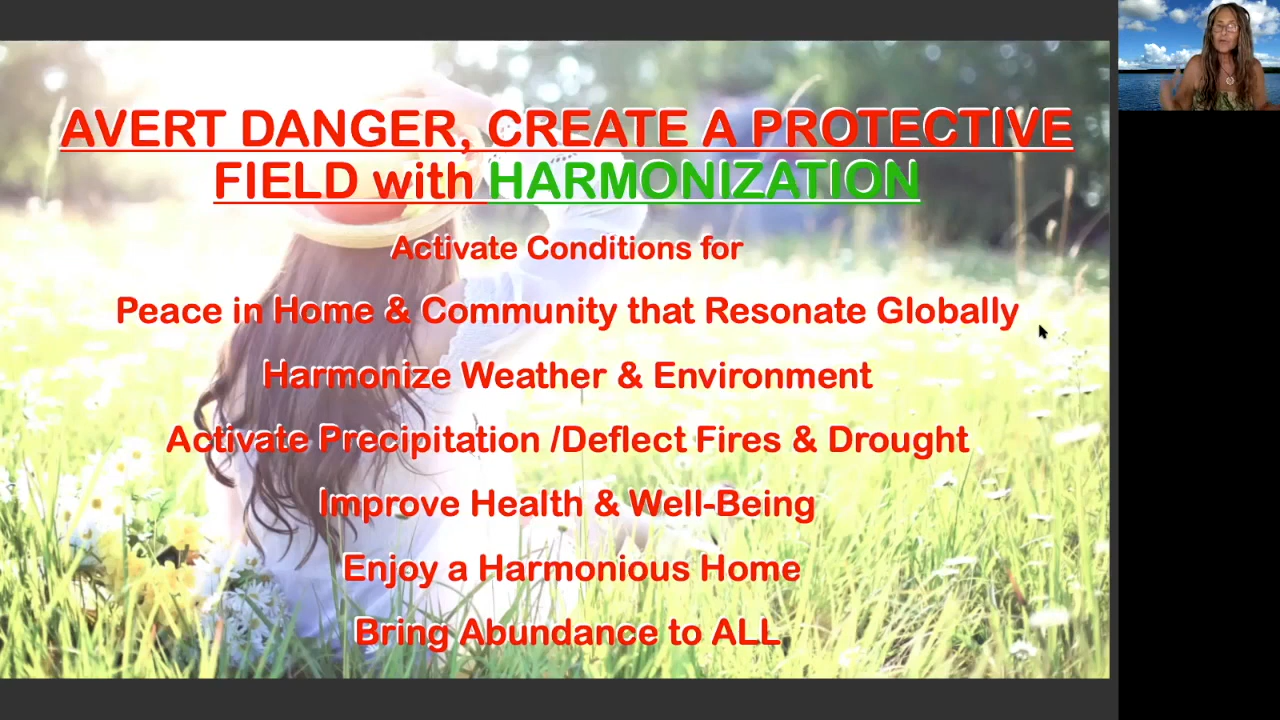 AVERT DANGER, CREATE A PROTECTIVE
FIELD with HARMONIZATION
Activate Conditions for
Peace in Home & Community that Resonate Globally
Harmonize Weather & Environment
Activate Precipitation /Deflect Fires & Drought
Improve Health & Well-Being
Enjoy a Harmonious Home
Bring Abundance to ALL